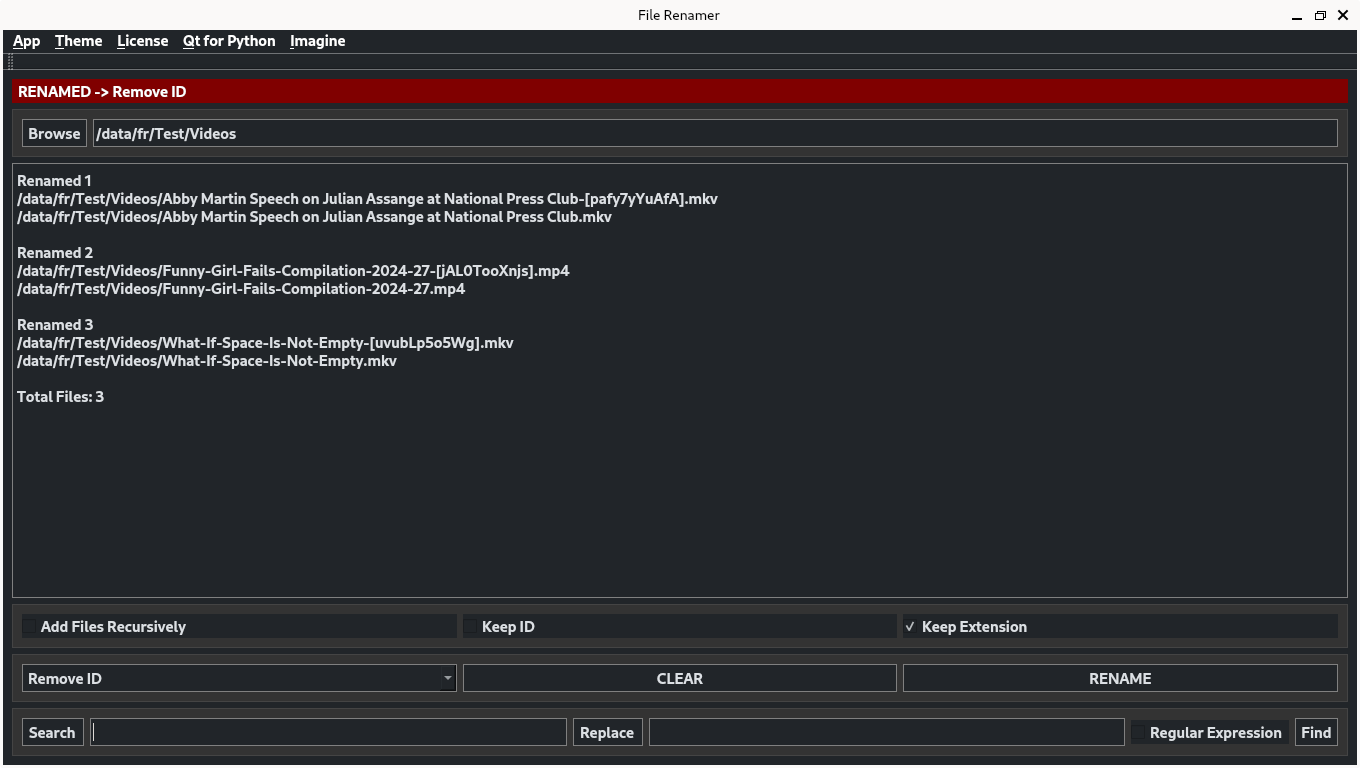 File Renamer
App Theme License Qt for Python Imagine
RENAMED -> Remove ID
Browse /data/fr/Test/Videos
Renamed 1
/data/fr/Test/Videos/Abby Martin Speech on Julian Assange at National Press Club-[pafy7yYuAfA].mkv
/data/fr/Test/Videos/Abby Martin Speech on Julian Assange at National Press Club.mkv
Renamed 2
/data/fr/Test/Videos/Funny-Girl-Fails-Compilation-2024-27-[jAL0TooXnjs].mp4
/data/fr/Test/Videos/Funny-Girl-Fails-Compilation-2024-27.mp4
Renamed 3
/data/fr/Test/Videos/What-If-Space-Is-Not-Empty-[uvubLp5o5Wg].mkv
/data/fr/Test/Videos/What-If-Space-Is-Not-Empty.mkv
Total Files: 3
Add Files Recursively Keep ID Keep Extension
Remove ID CLEAR RENAME
Search Replace Regular Expression Find